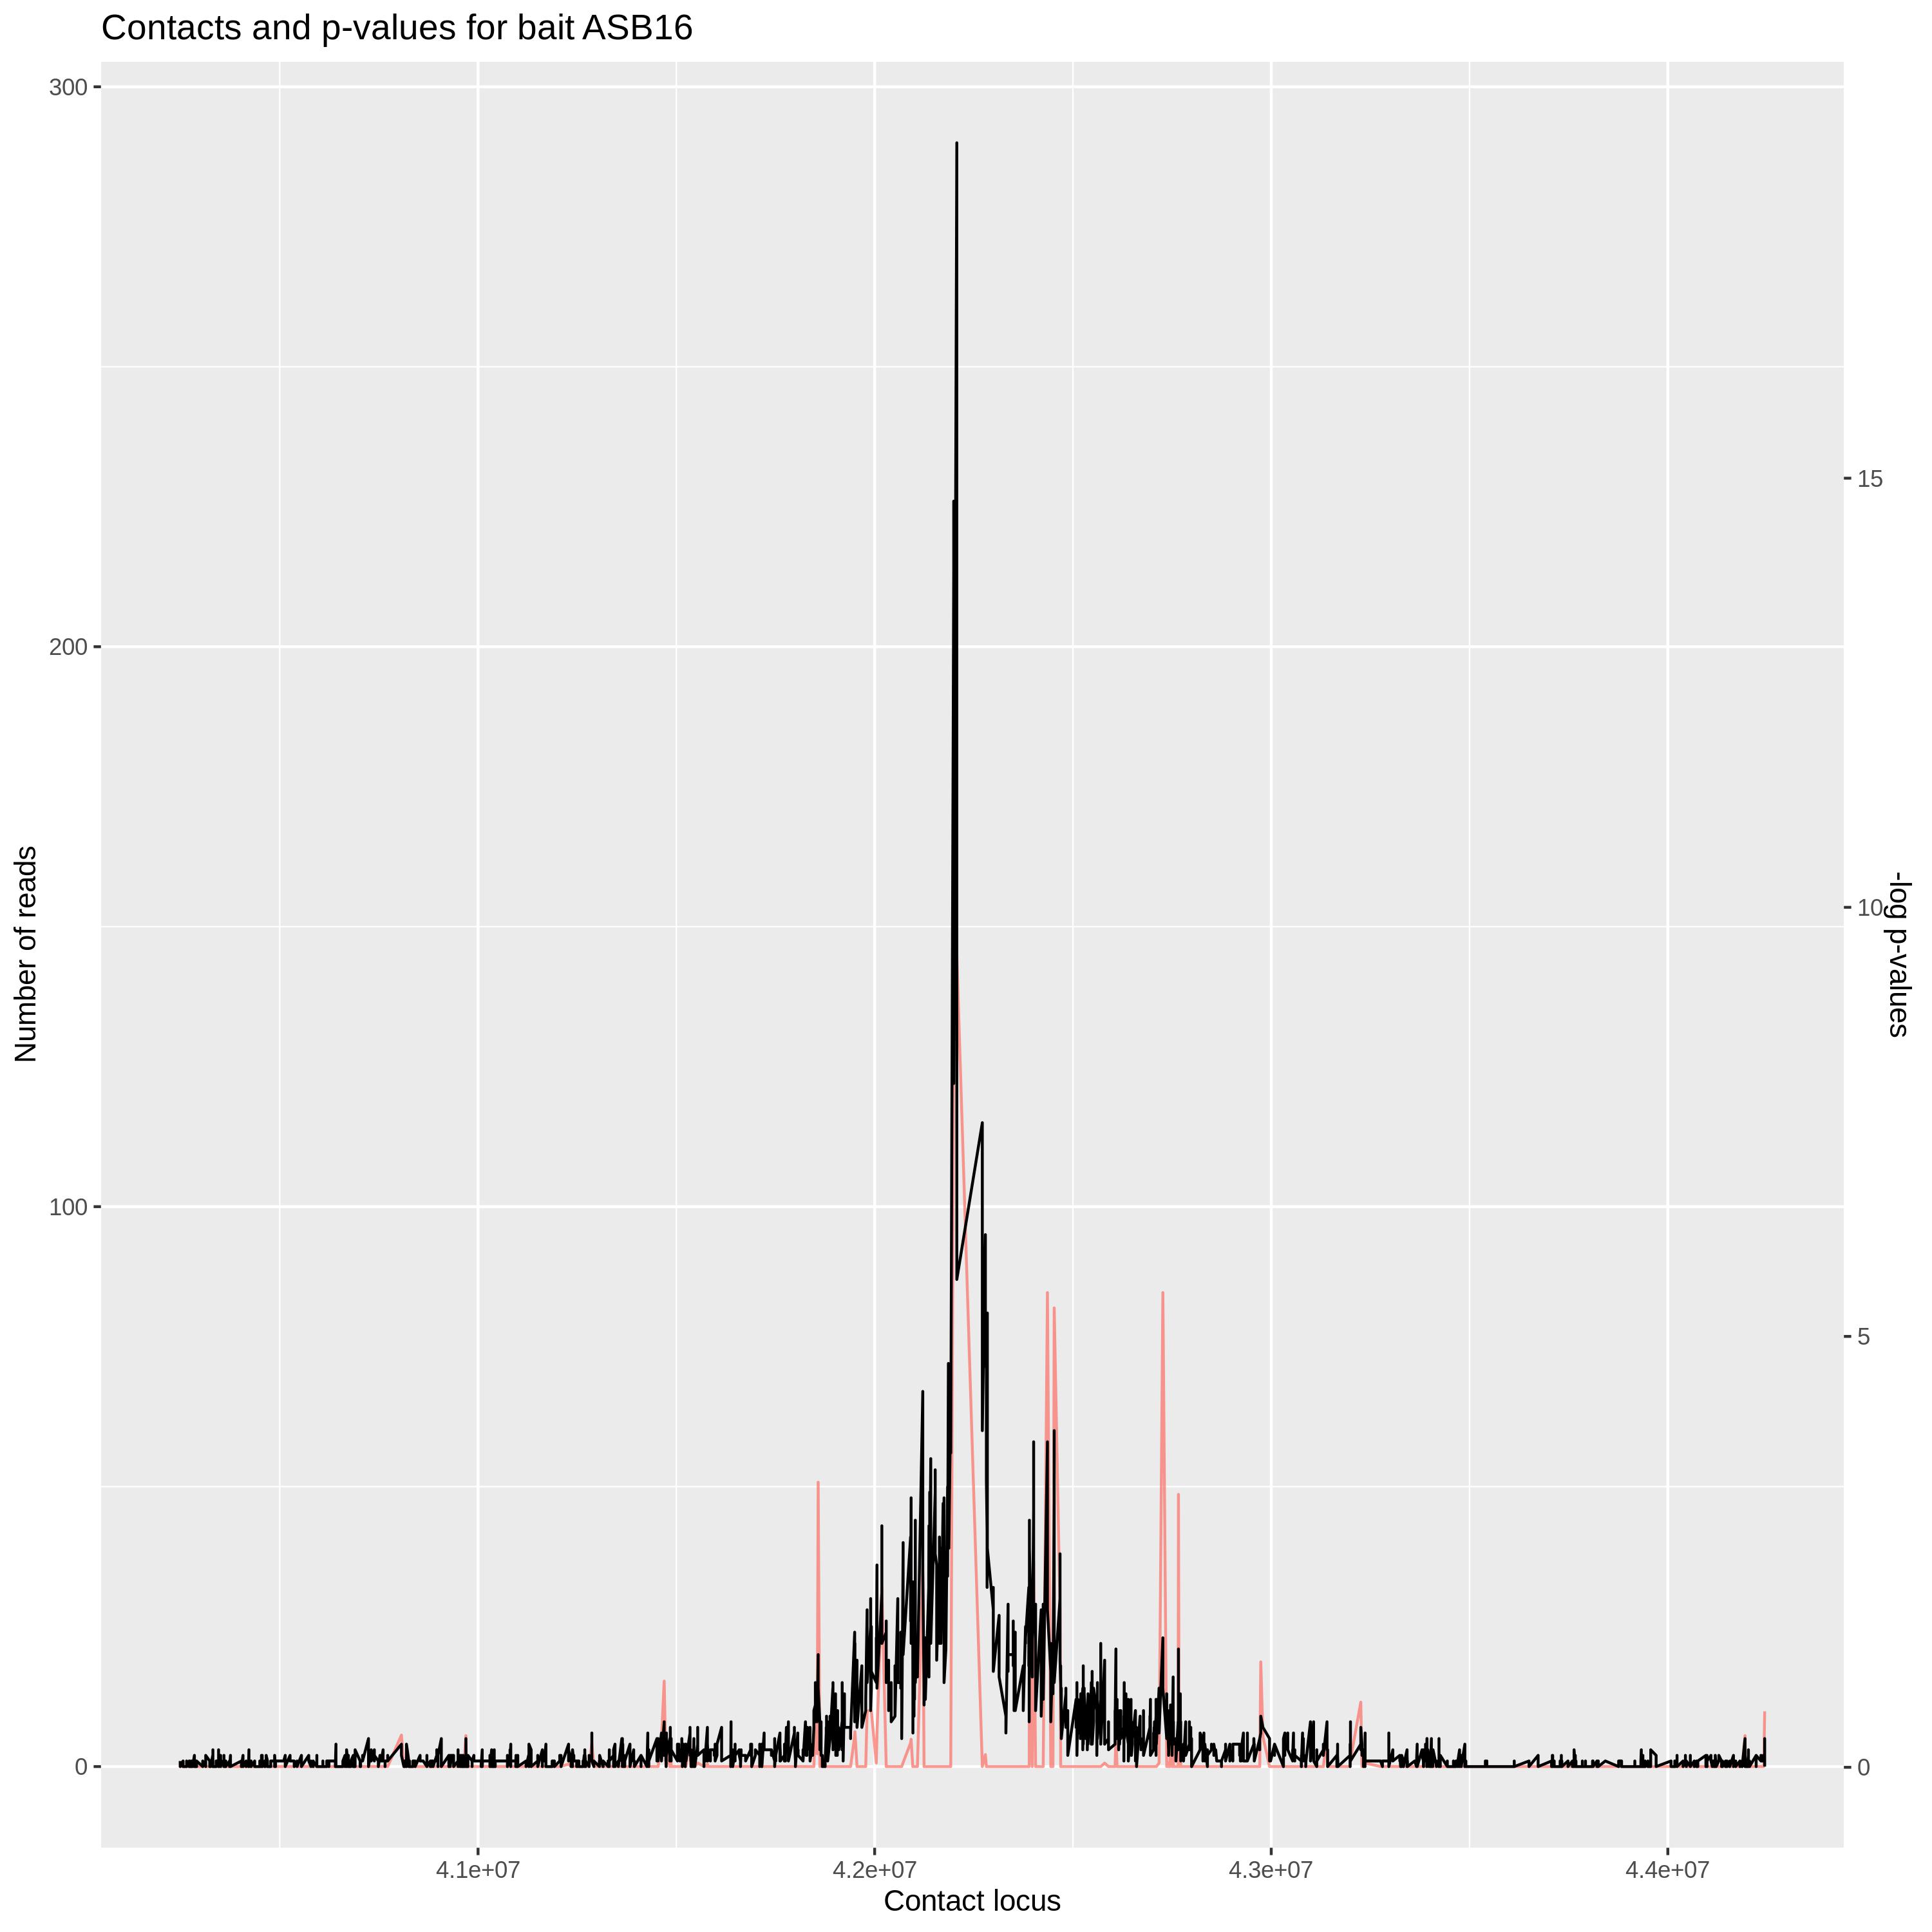 Contacts and p-values for bait ASB16
300
200
100
0
Number of reads
15
10
5
0
-log p-values
4.1e+07
4.2e+07
4.3e+07
4.4e+07
Contact locus